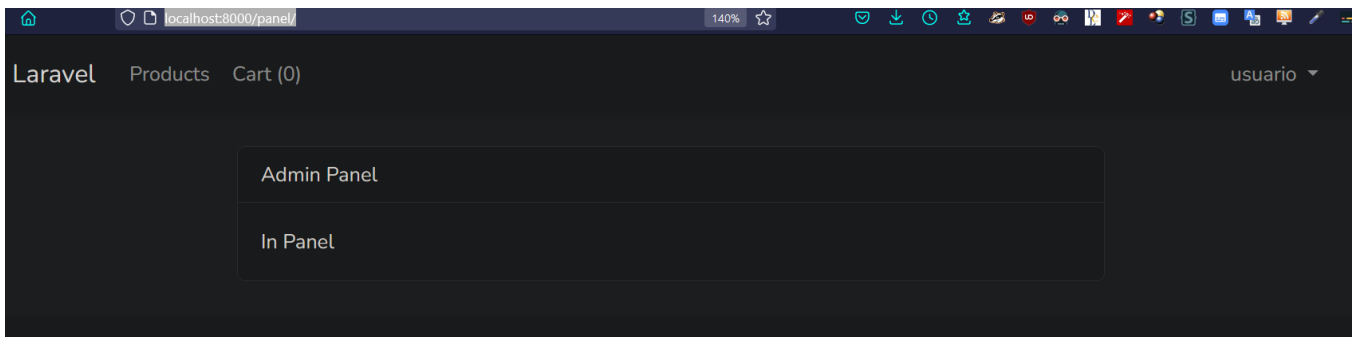 localhost:8000/panel/ 140%
Laravel Products Cart (0) usuario
Admin Panel
In Panel